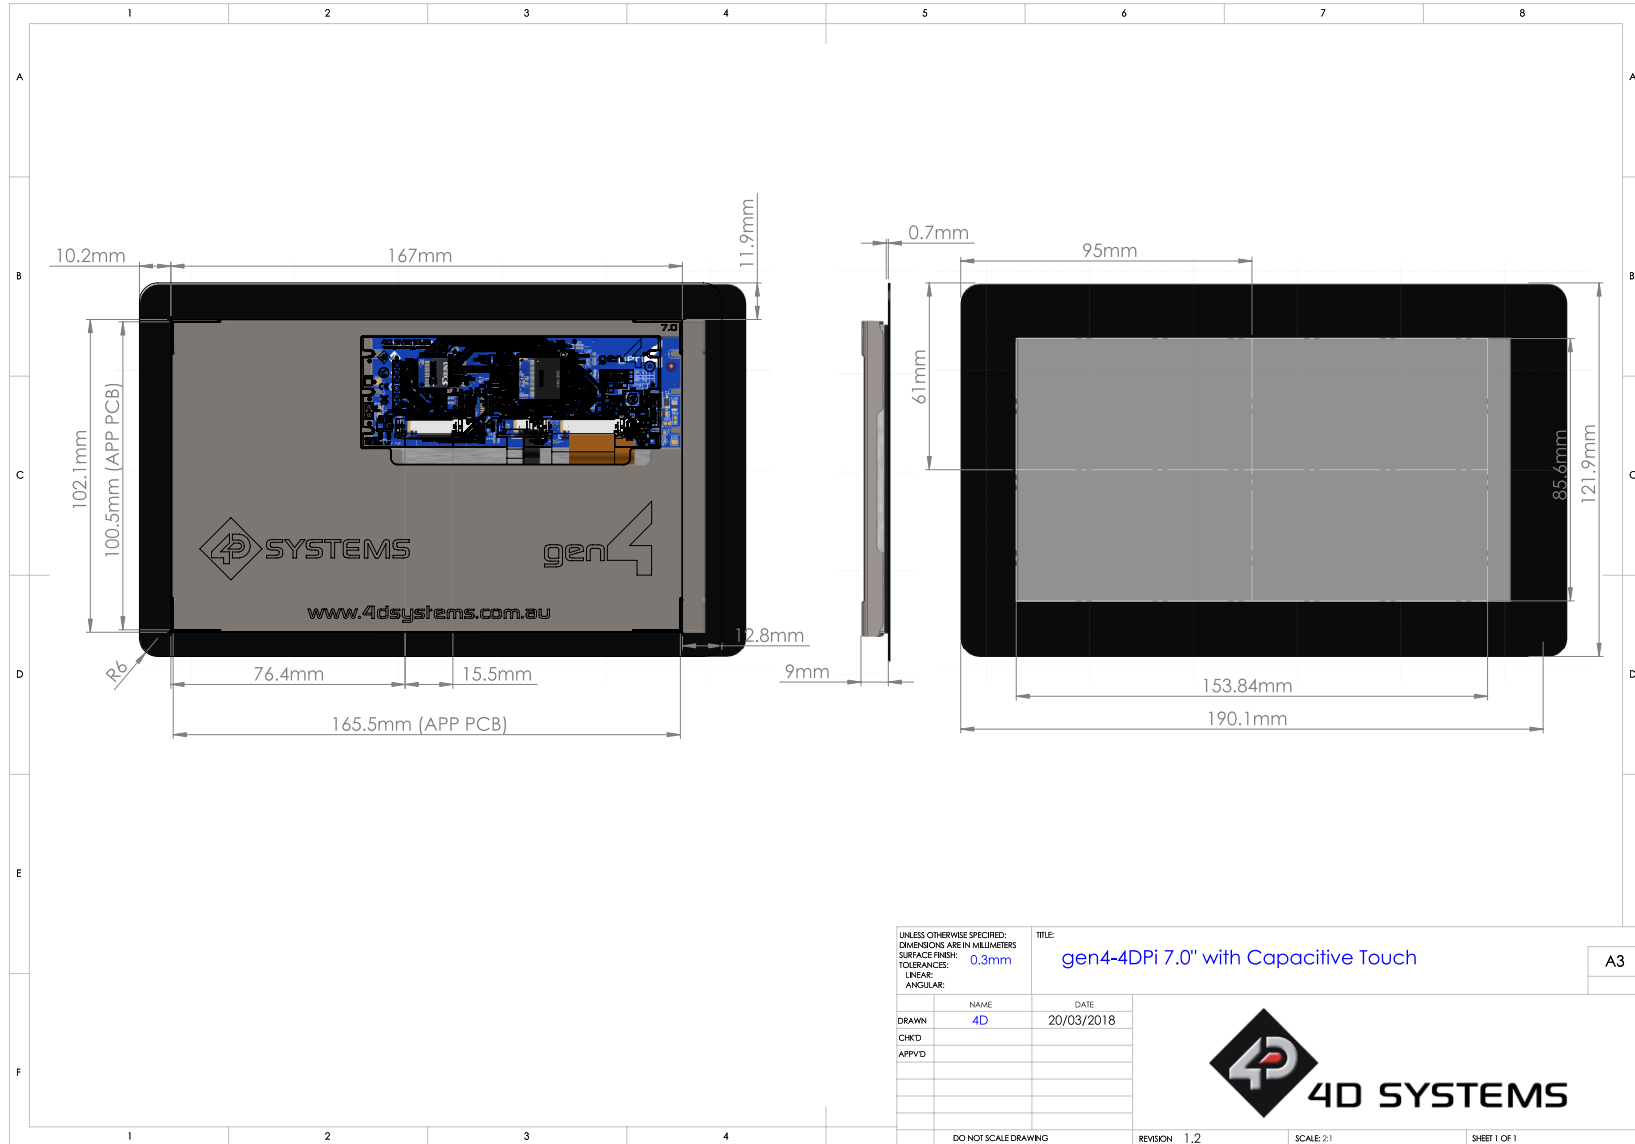 1 2 3 4 5 6 7 8
A A
B B
C C
D D
E
F
10.2mm
167mm
11.9mm
102.1mm
100.5mm (APP PCB)
7.0
4D SYSTEMS
gen4
www.4dsystems.com.au
R6
12.8mm
76.4mm
15.5mm
165.5mm (APP PCB)
0.7mm
9mm
95mm
61mm
85.6mm
121.9mm
153.84mm
190.1mm
UNLESS OTHERWISE SPECIFIED:
DIMENSIONS ARE IN MILLIMETERS
SURFACE FINISH:
0.3mm
TOLERANCES:
LINEAR:
ANGULAR:
TITLE:
gen4-4DPi 7.0" with Capacitive Touch
A3
NAME DATE
DRAWN 4D 20/03/2018
CHK'D
APPV'D
4D SYSTEMS
DO NOT SCALE DRAWING
REVISION 1.2
SCALE: 2:1
SHEET 1 OF 1
1 2 3 4